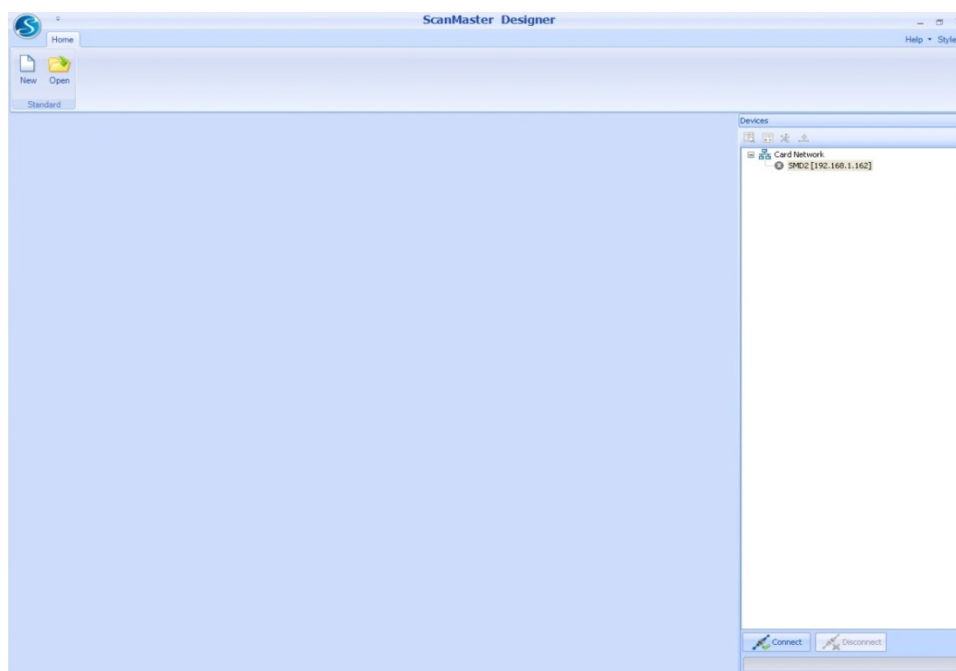 ScanMaster Designer
Home
Help
Style
New
Open
Standard
Devices
Card Network
SMD2 [192.168.1.162]
Connect
Disconnect